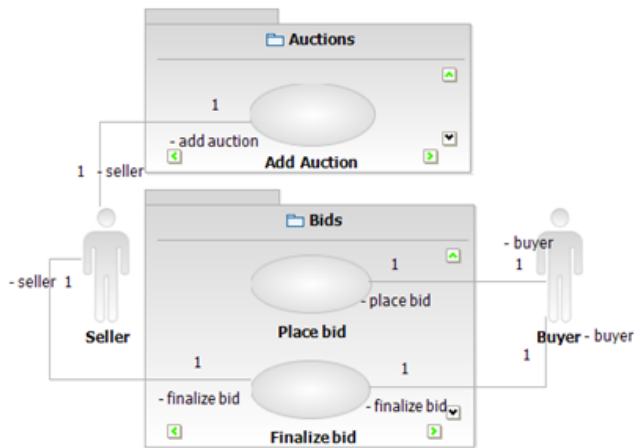 Auctions
1
- add auction
Add Auction
1 - seller
Bids
- buyer
1
1
- seller 1
- place bid
Place bid
Seller
Buyer - buyer
1
1
1
- finalize bid
- finalize bid
Finalize bid